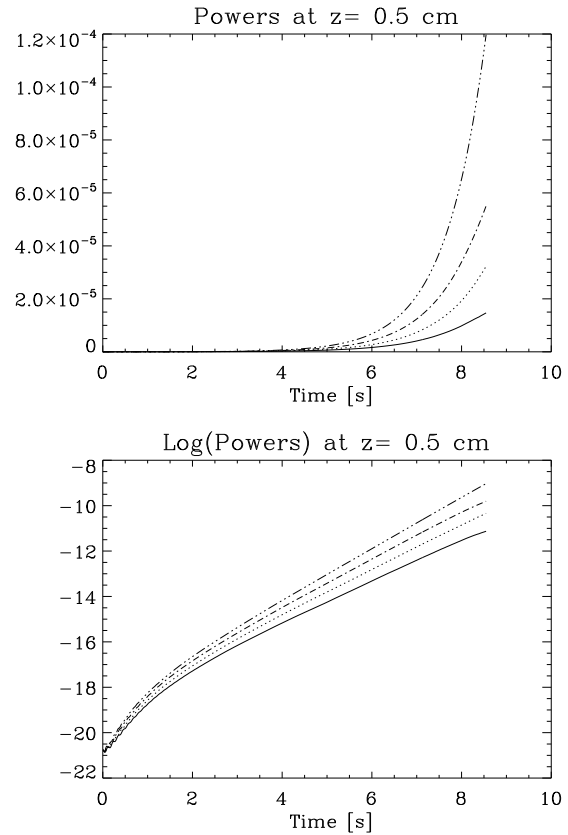 Powers at z= 0.5 cm
1.2×10⁻⁴
1.0×10⁻⁴
8.0×10⁻⁵
6.0×10⁻⁵
4.0×10⁻⁵
2.0×10⁻⁵
0
0 2 4 6 8 10
Time [s]
Log(Powers) at z= 0.5 cm
−8
−10
−12
−14
−16
−18
−20
−22
0 2 4 6 8 10
Time [s]